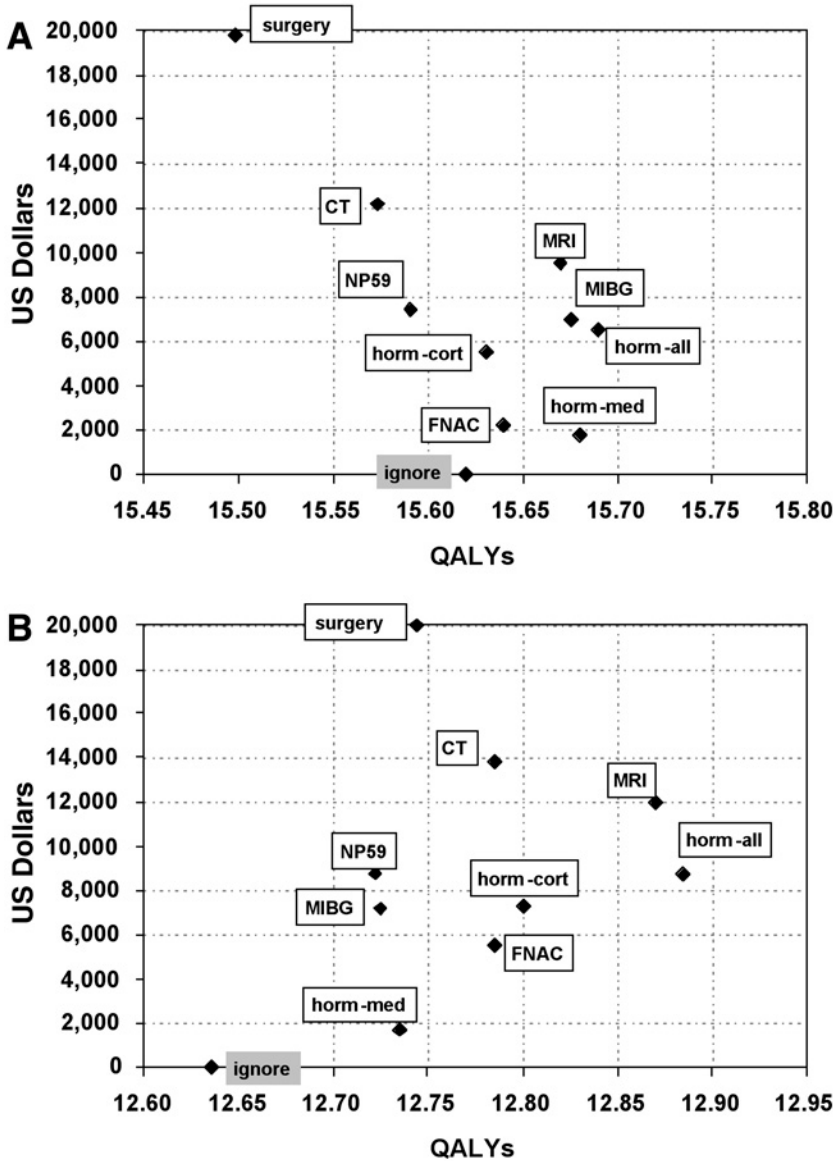 A
20,000
surgery
18,000
16,000
14,000
12,000
CT
10,000
MRI
US Dollars
8,000
NP59
MIBG
6,000
horm-cort
horm-all
4,000
horm-med
2,000
FNAC
0
ignore
15.45 15.50 15.55 15.60 15.65 15.70 15.75 15.80
QALYs
B
20,000
surgery
18,000
16,000
14,000
CT
12,000
MRI
10,000
horm-all
US Dollars
NP59
8,000
horm-cort
MIBG
6,000
FNAC
4,000
horm-med
2,000
0
ignore
12.60 12.65 12.70 12.75 12.80 12.85 12.90 12.95
QALYs